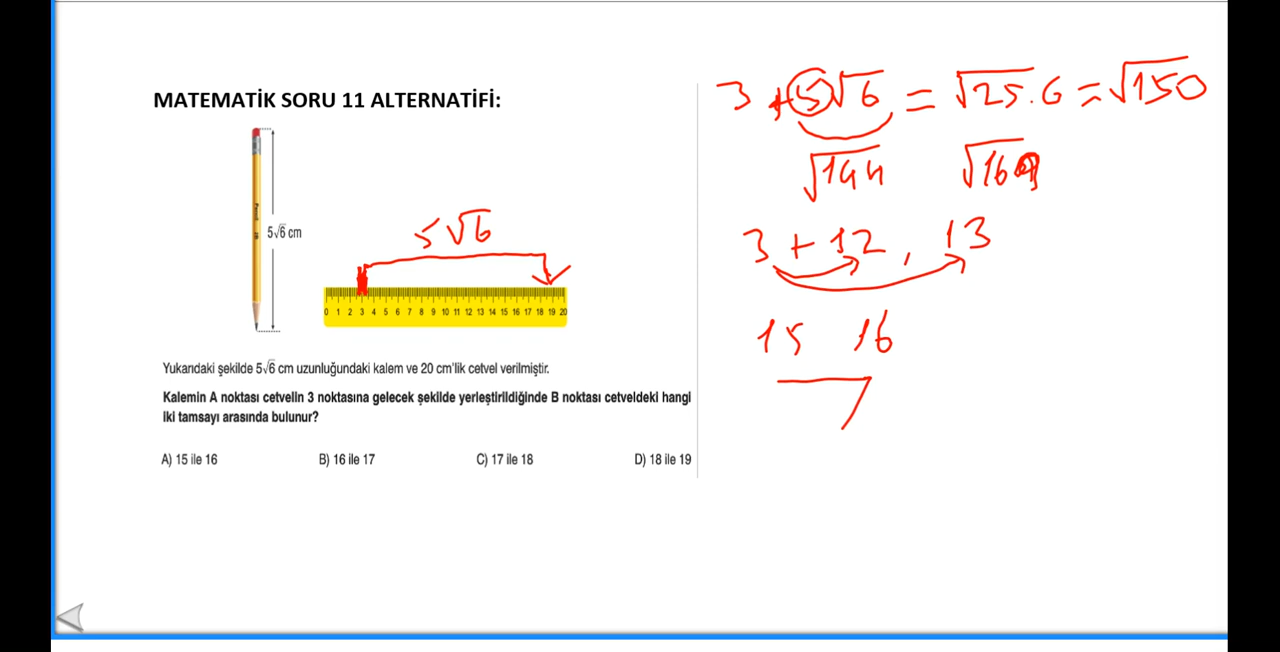 MATEMATİK SORU 11 ALTERNATİFİ:
5√6 cm
5√6
0 1 2 3 4 5 6 7 8 9 10 11 12 13 14 15 16 17 18 19 20
Yukarıdaki şekilde 5√6 cm uzunluğundaki kalem ve 20 cm'lik cetvel verilmiştir.
Kalemin A noktası cetvelin 3 noktasına gelecek şekilde yerleştirildiğinde B noktası cetveldeki hangi
iki tamsayı arasında bulunur?
A) 15 ile 16
B) 16 ile 17
C) 17 ile 18
D) 18 ile 19
3 + 5√6 = √25.6 = √150
√144 √169
3 + 12, 13
15 16